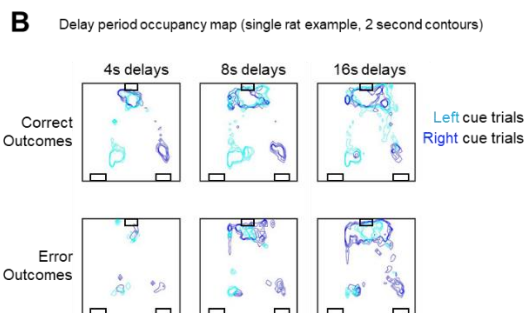 B
Delay period occupancy map (single rat example, 2 second contours)
4s delays 8s delays 16s delays
Correct
Outcomes
Left cue trials
Right cue trials
Error
Outcomes